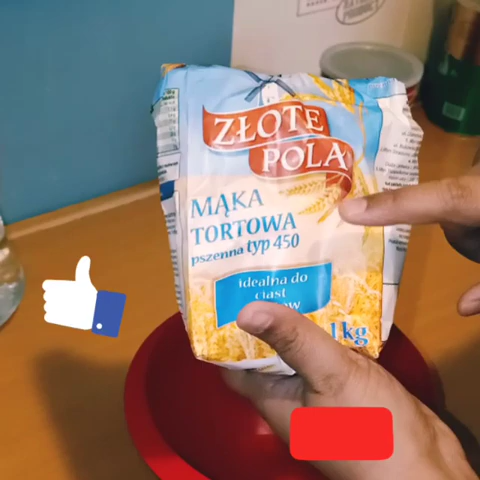 ZŁOTE
POLA
MĄKA
TORTOWA
pszenna typ 450
idealna do
ciast
1kg